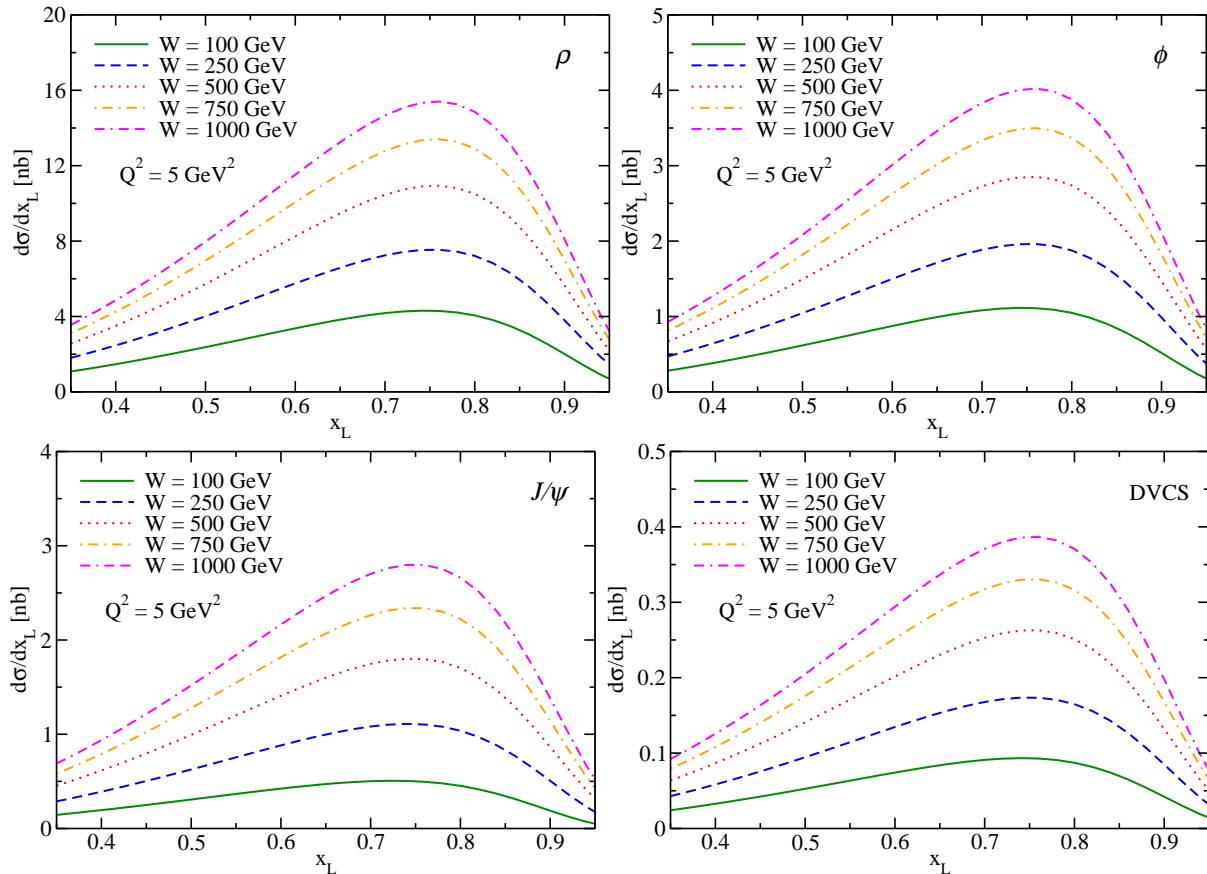 20
16
12
8
4
0
dσ/dx_L [nb]
W = 100 GeV
W = 250 GeV
W = 500 GeV
W = 750 GeV
W = 1000 GeV
ρ
Q² = 5 GeV²
0.4 0.5 0.6 0.7 0.8 0.9
x_L
5
4
3
2
1
0
dσ/dx_L [nb]
W = 100 GeV
W = 250 GeV
W = 500 GeV
W = 750 GeV
W = 1000 GeV
ϕ
Q² = 5 GeV²
0.4 0.5 0.6 0.7 0.8 0.9
x_L
4
3
2
1
0
dσ/dx_L [nb]
W = 100 GeV
W = 250 GeV
W = 500 GeV
W = 750 GeV
W = 1000 GeV
J/ψ
Q² = 5 GeV²
0.4 0.5 0.6 0.7 0.8 0.9
x_L
0.5
0.4
0.3
0.2
0.1
0
dσ/dx_L [nb]
W = 100 GeV
W = 250 GeV
W = 500 GeV
W = 750 GeV
W = 1000 GeV
DVCS
Q² = 5 GeV²
0.4 0.5 0.6 0.7 0.8 0.9
x_L